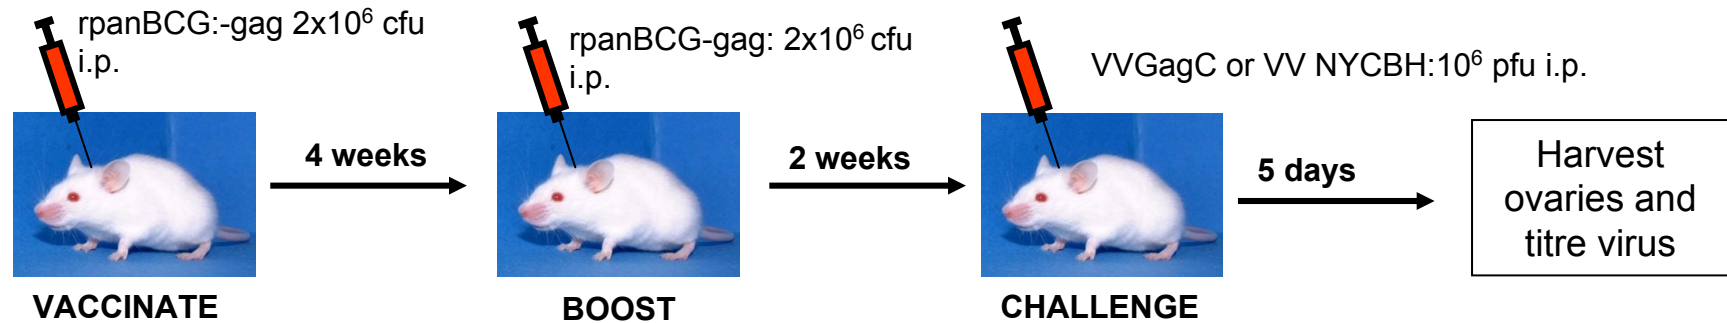 rpanBCG:-gag 2x10⁶ cfu
i.p.
rpanBCG-gag: 2x10⁶ cfu
i.p.
VVGagC or VV NYCBH:10⁶ pfu i.p.
4 weeks
2 weeks
5 days
Harvest
ovaries and
titre virus
VACCINATE
BOOST
CHALLENGE